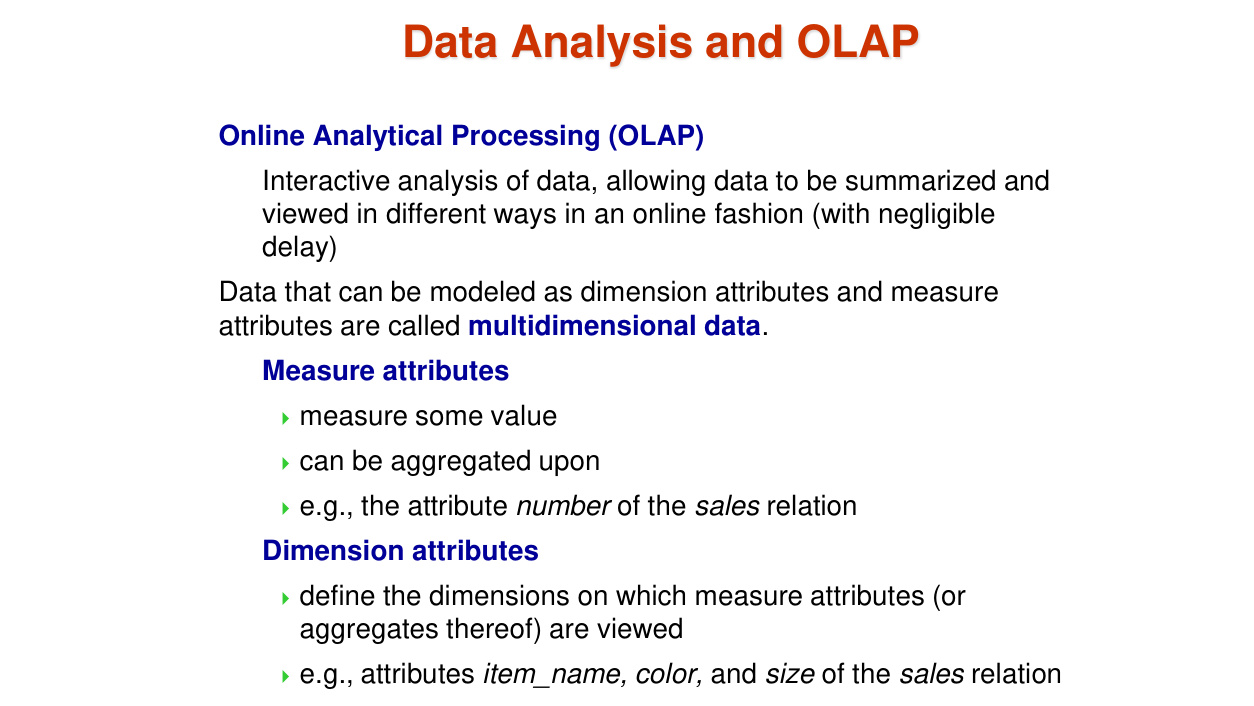 Data Analysis and OLAP
Online Analytical Processing (OLAP)
Interactive analysis of data, allowing data to be summarized and
viewed in different ways in an online fashion (with negligible
delay)
Data that can be modeled as dimension attributes and measure
attributes are called multidimensional data.
Measure attributes
measure some value
can be aggregated upon
e.g., the attribute number of the sales relation
Dimension attributes
define the dimensions on which measure attributes (or
aggregates thereof) are viewed
e.g., attributes item_name, color, and size of the sales relation